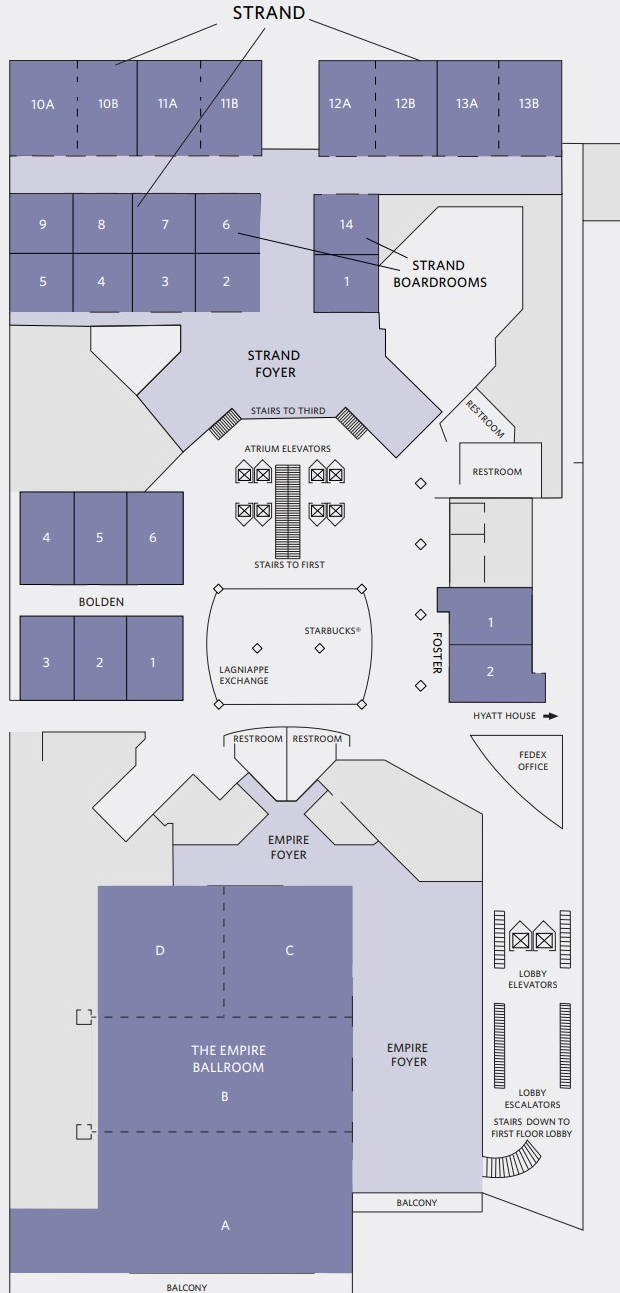 STRAND
10A 10B 11A 11B 12A 12B 13A 13B
9 8 7 6 14
5 4 3 2 1
STRAND
BOARDROOMS
STRAND
FOYER
STAIRS TO THIRD
RESTROOM
ATRIUM ELEVATORS
RESTROOM
STAIRS TO FIRST
4 5 6
BOLDEN
3 2 1
STARBUCKS®
LAGNIAPPE
EXCHANGE
FOSTER
1
2
HYATT HOUSE
RESTROOM RESTROOM
FEDEX
OFFICE
EMPIRE
FOYER
D C
THE EMPIRE
BALLROOM
B
A
EMPIRE
FOYER
LOBBY
ELEVATORS
LOBBY
ESCALATORS
STAIRS DOWN TO
FIRST FLOOR LOBBY
BALCONY
BALCONY